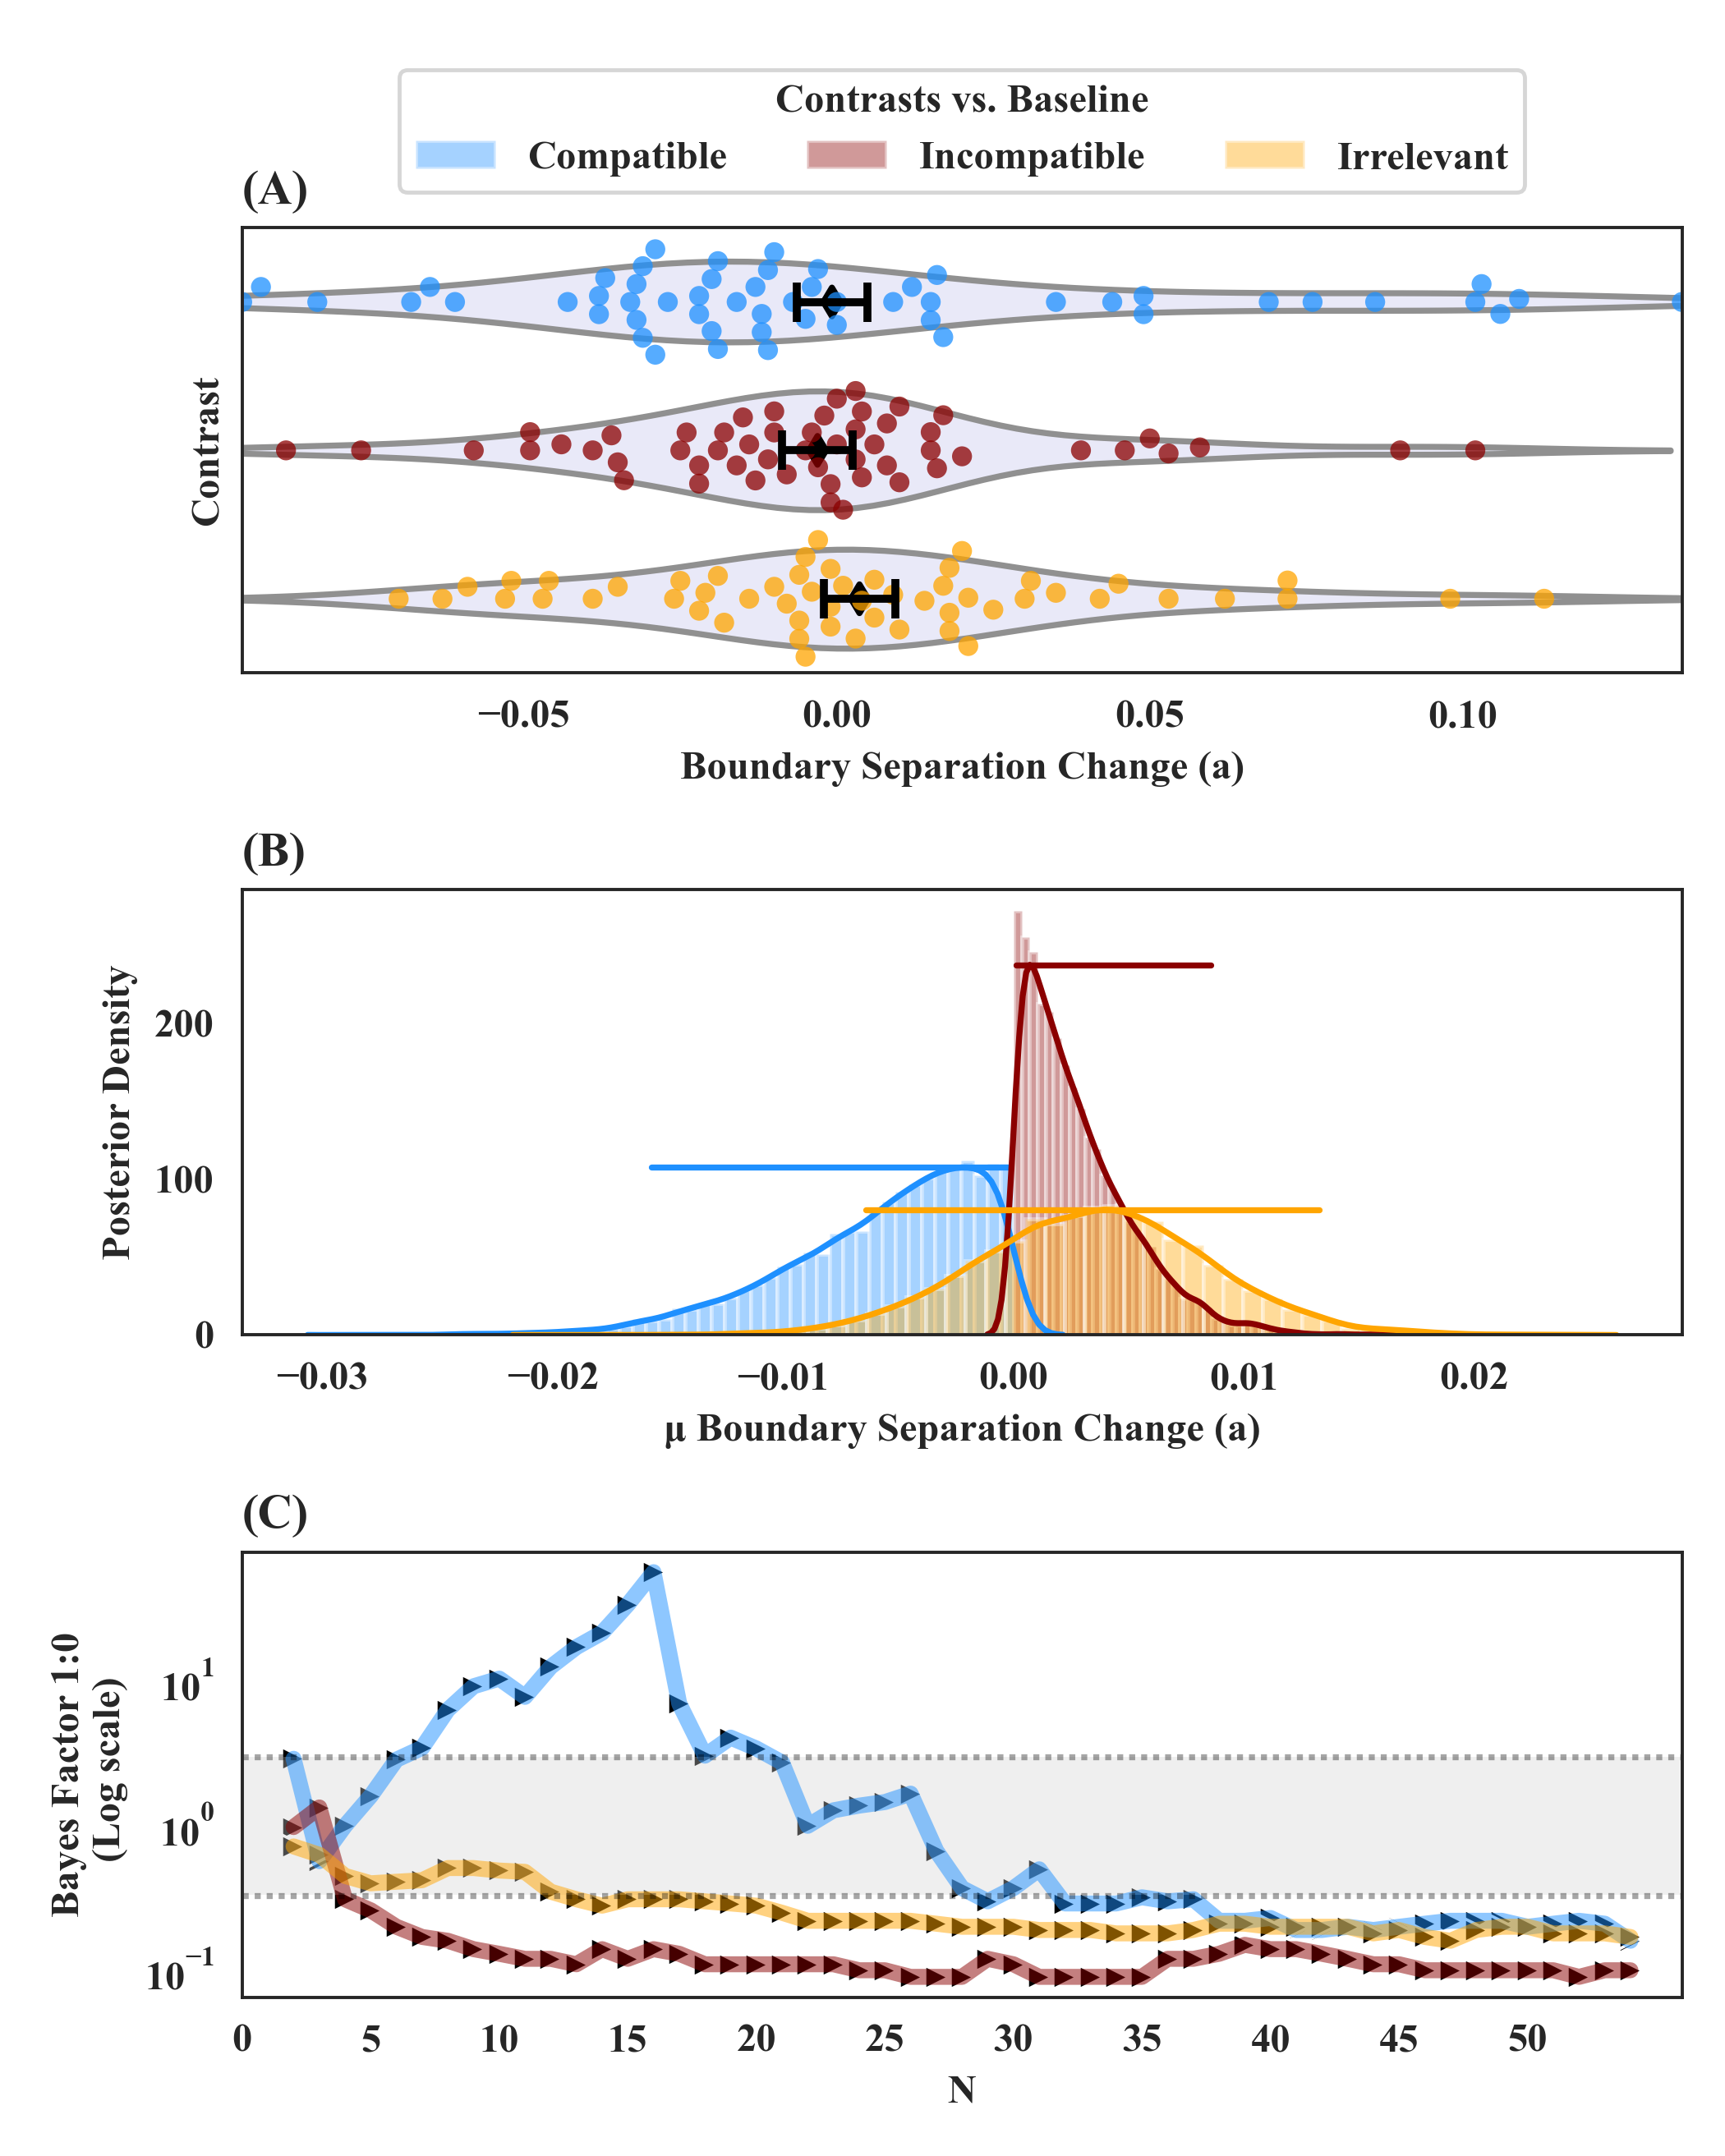 Contrasts vs. Baseline
Compatible Incompatible Irrelevant
(A)
Contrast
−0.05 0.00 0.05 0.10
Boundary Separation Change (a)
(B)
Posterior Density
200
100
0
−0.03 −0.02 −0.01 0.00 0.01 0.02
μ Boundary Separation Change (a)
(C)
Bayes Factor 1:0
(Log scale)
10¹
10⁰
10⁻¹
0 5 10 15 20 25 30 35 40 45 50
N